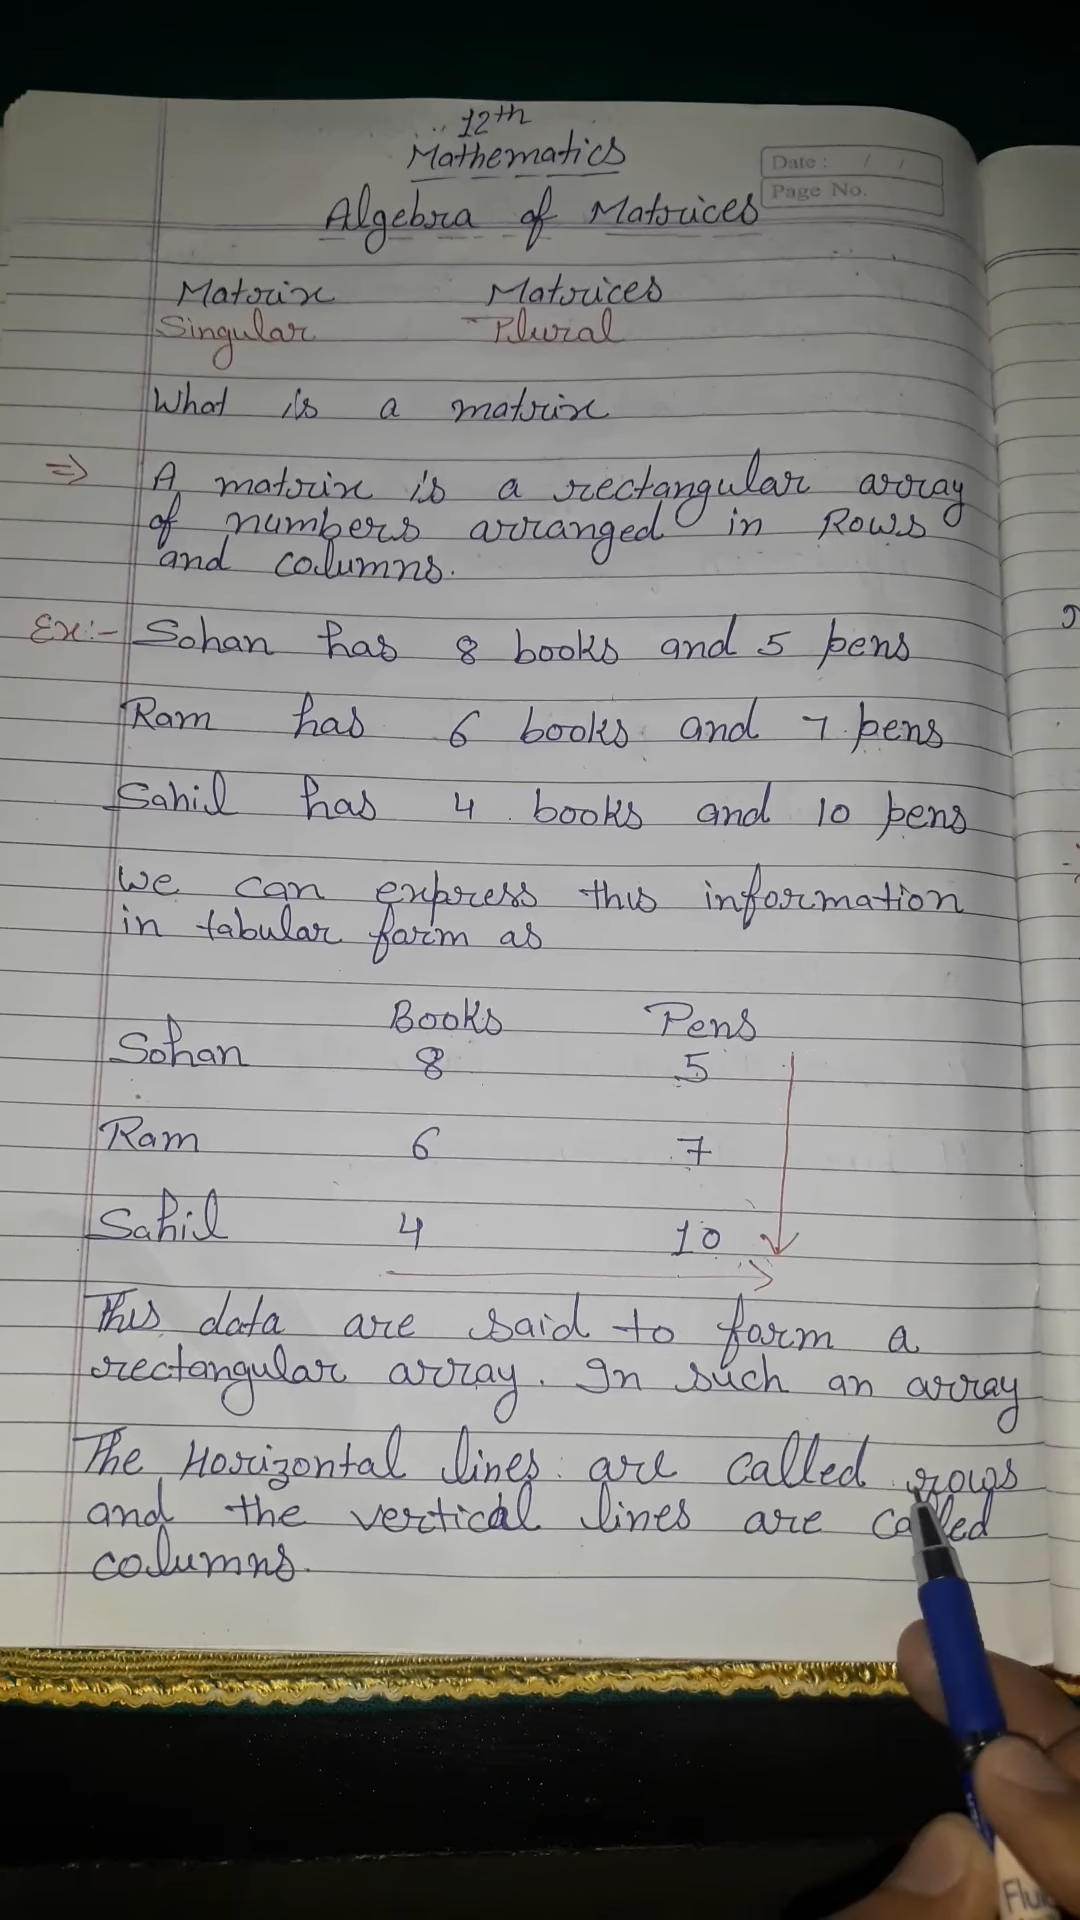 12th
Mathematics
Date : / /
Page No.
Algebra of Matrices
Matrix Matrices
Singular Plural
What is a matrix
=> A matrix is a rectangular array
of numbers arranged in Rows
and columns.
Ex:- Sohan has 8 books and 5 pens
Ram has 6 books and 7 pens
Sahil has 4 books and 10 pens
we can express this information
in tabular form as
Books Pens
Sohan 8 5
Ram 6 7
Sahil 4 10
This data are said to form a
rectangular array. In such an array
The Horizontal lines are called rows
and the vertical lines are called
columns.